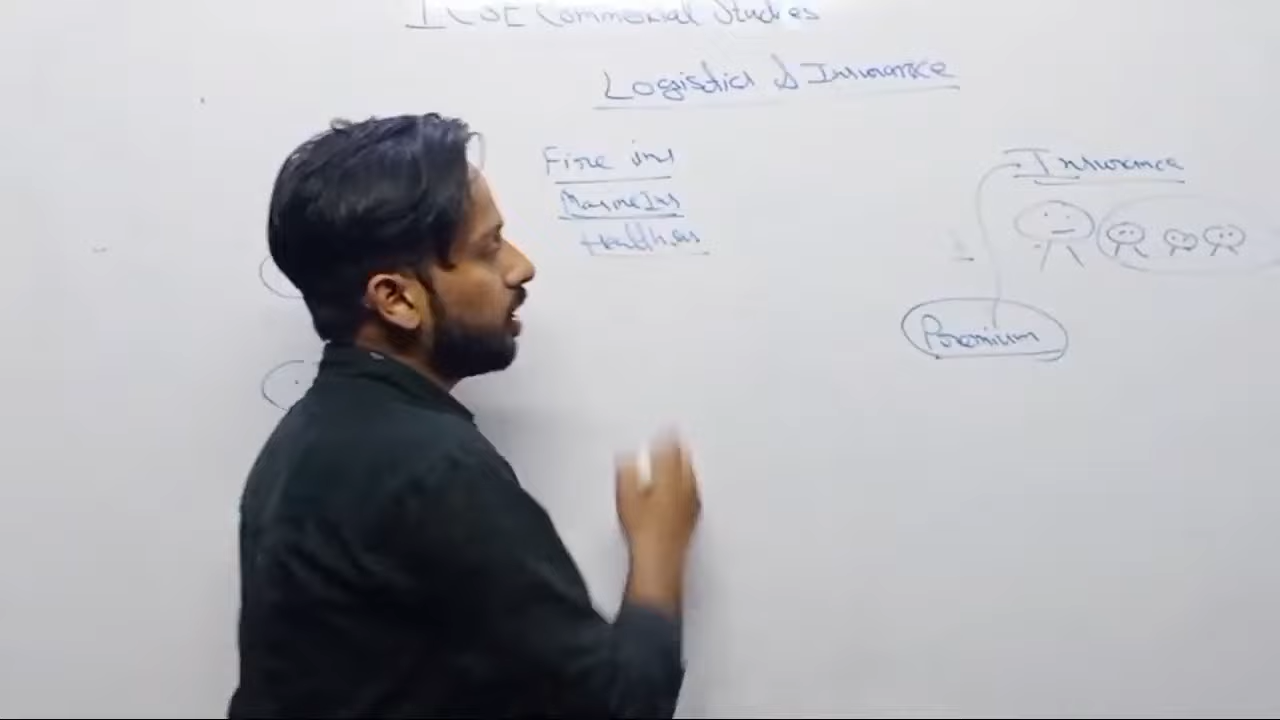 ICSE Commercial Studies
Logistics & Insurance
Fire ins
Marine Ins
Health ins
Insurance
Premium